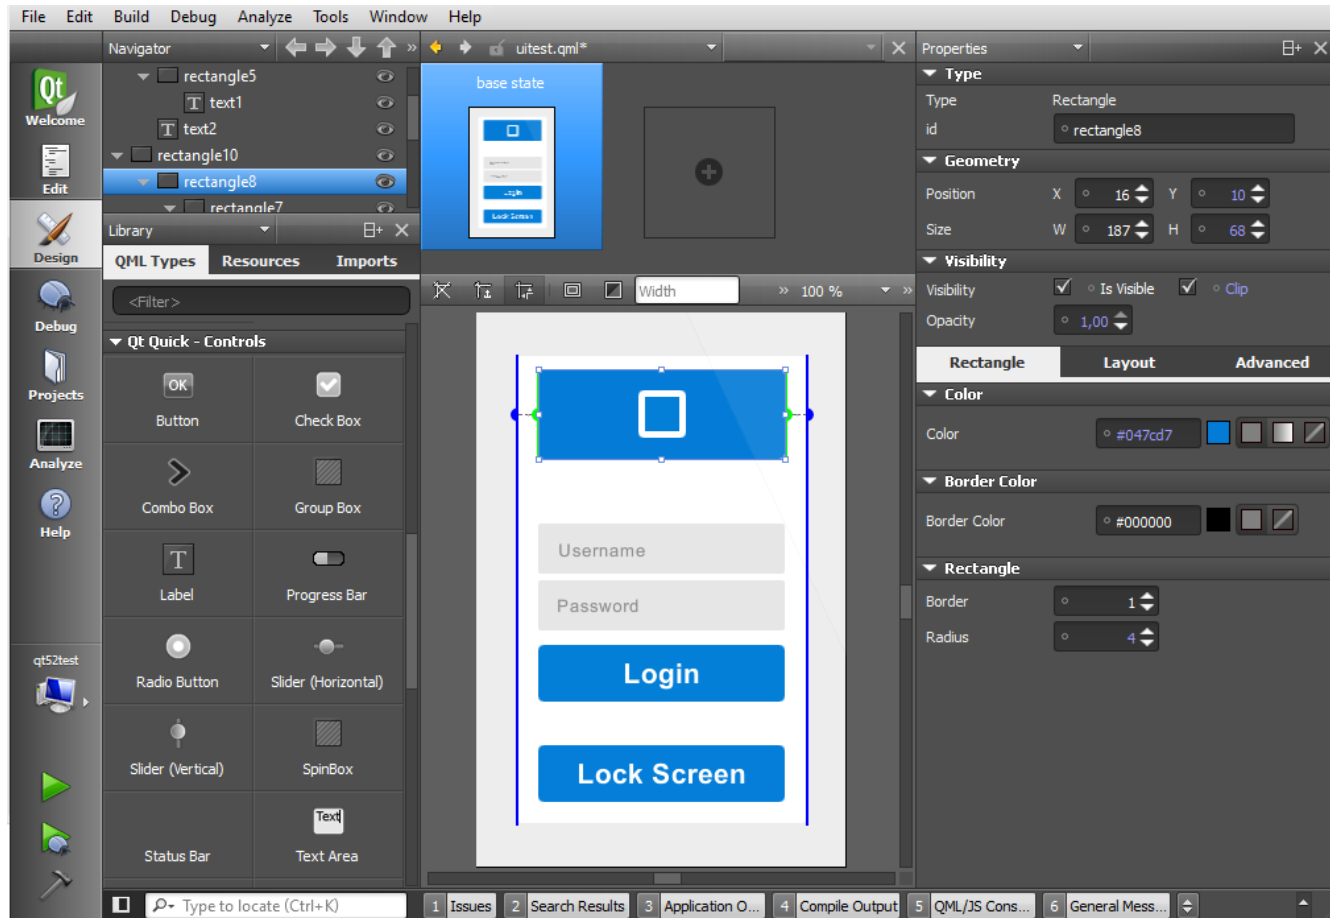 File Edit Build Debug Analyze Tools Window Help
Navigator
» 
uitest.qml*
Properties
Qt
Welcome
Edit
Design
Debug
Projects
Analyze
Help
qt52test
rectangle5
T text1
T text2
rectangle10
rectangle8
rectangle7
Library
QML Types Resources Imports
<Filter>
Qt Quick - Controls
OK
Button
Check Box
Combo Box
Group Box
T
Label
Progress Bar
Radio Button
Slider (Horizontal)
Slider (Vertical)
SpinBox
Status Bar
Text
Text Area
base state
Login
Lock Screen
Width
» 100 % »
Username
Password
Login
Lock Screen
Type
Type Rectangle
id rectangle8
Geometry
Position X 16 Y 10
Size W 187 H 68
Visibility
Visibility Is Visible Clip
Opacity 1,00
Rectangle Layout Advanced
Color
Color #047cd7
Border Color
Border Color #000000
Rectangle
Border 1
Radius 4
Type to locate (Ctrl+K)
1 Issues 2 Search Results 3 Application O... 4 Compile Output 5 QML/JS Cons... 6 General Mess...